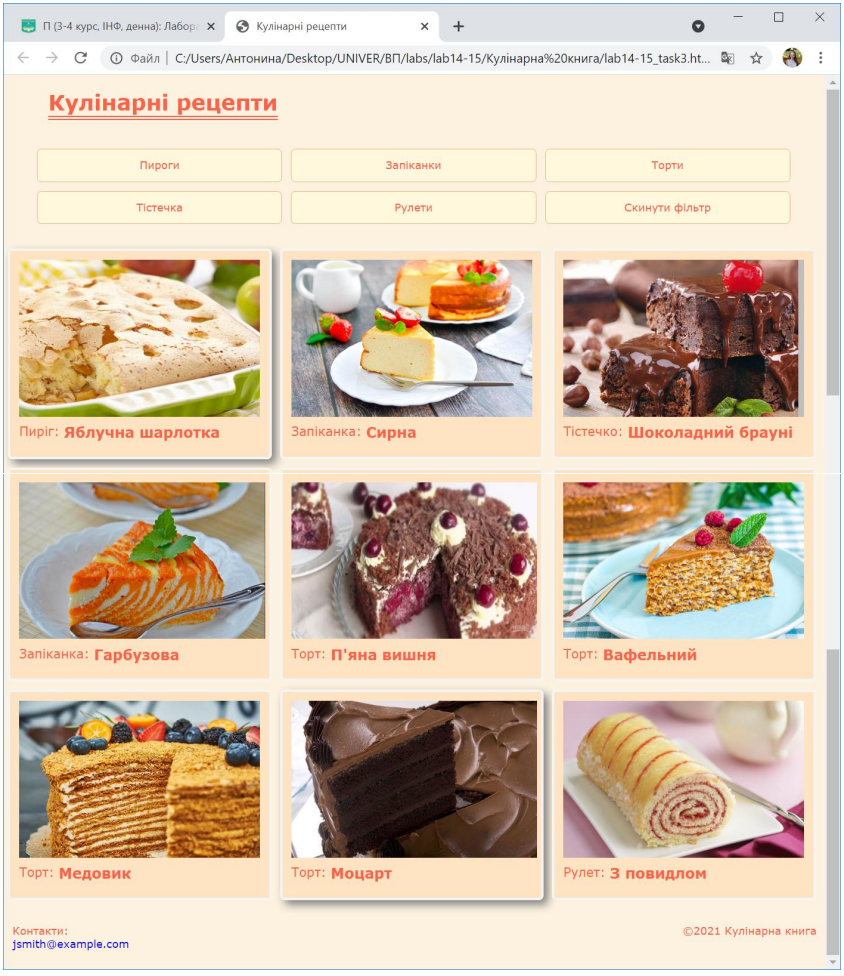 П (3-4 курс, ІНФ, денна): Лабора
Кулінарні рецепти
Файл
C:/Users/Антонина/Desktop/UNIVER/ВП/labs/lab14-15/Кулінарна%20книга/lab14-15_task3.ht...
Кулінарні рецепти
Пироги Запіканки Торти
Тістечка Рулети Скинути фільтр
Пиріг: Яблучна шарлотка
Запіканка: Сирна
Тістечко: Шоколадний брауні
Запіканка: Гарбузова
Торт: П'яна вишня
Торт: Вафельний
Торт: Медовик
Торт: Моцарт
Рулет: З повидлом
Контакти:
jsmith@example.com
©2021 Кулінарна книга